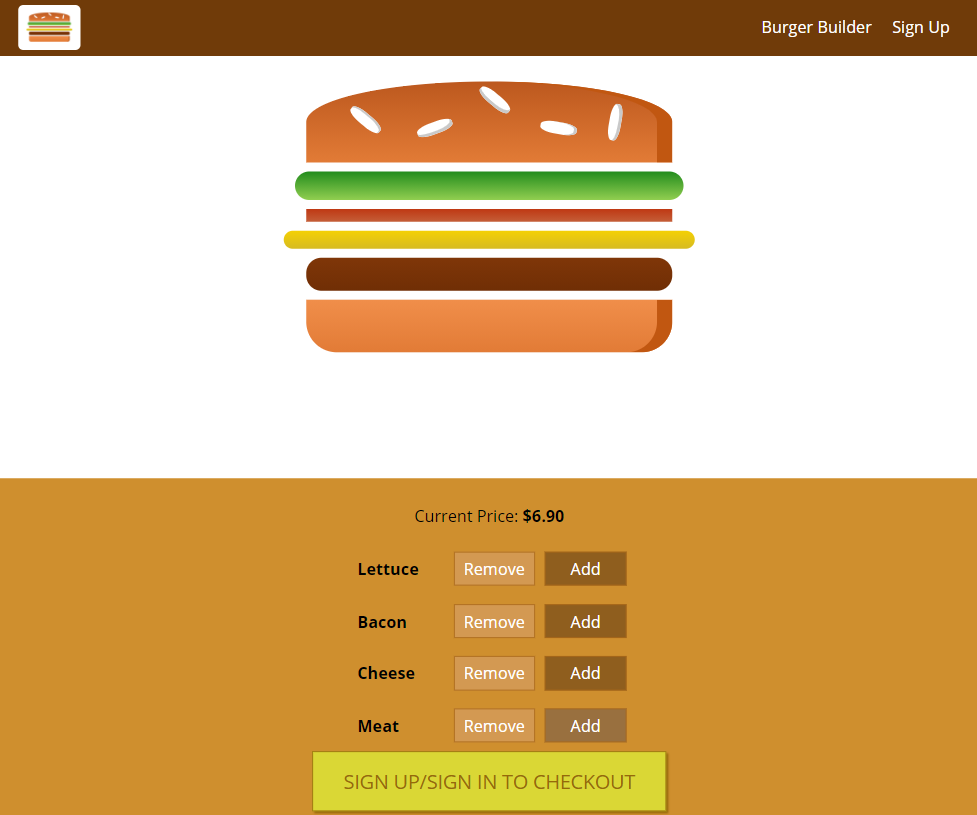 Burger Builder Sign Up
Current Price: $6.90
Lettuce Remove Add
Bacon Remove Add
Cheese Remove Add
Meat Remove Add
SIGN UP/SIGN IN TO CHECKOUT